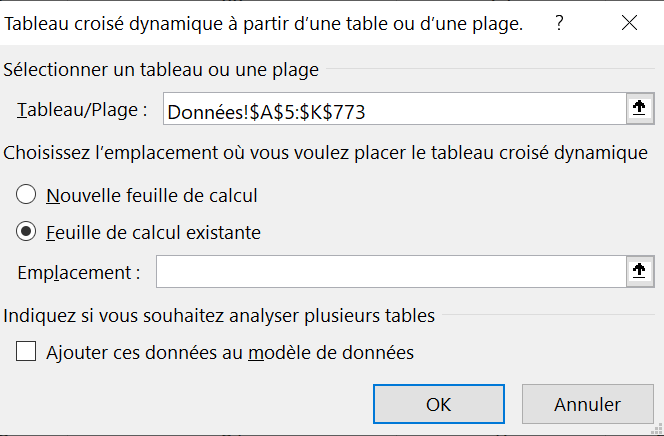 Tableau croisé dynamique à partir d’une table ou d’une plage. ? ×
Sélectionner un tableau ou une plage
Tableau/Plage : Données!$A$5:$K$773
Choisissez l’emplacement où vous voulez placer le tableau croisé dynamique
Nouvelle feuille de calcul
Feuille de calcul existante
Emplacement :
Indiquez si vous souhaitez analyser plusieurs tables
Ajouter ces données au modèle de données
OK Annuler